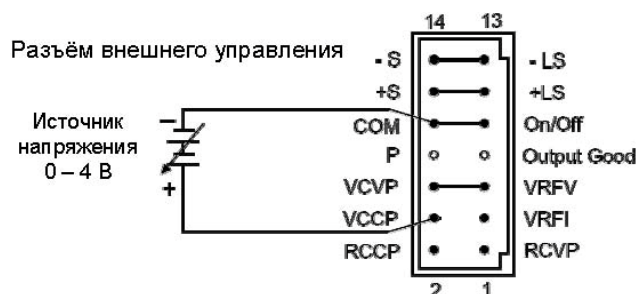 14 13
Разъём внешнего управления
- S - LS
+S +LS
COM On/Off
P Output Good
VCVP VRFV
VCCP VRFI
RCCP RCVP
2 1
Источник
напряжения
0 – 4 В
–
+